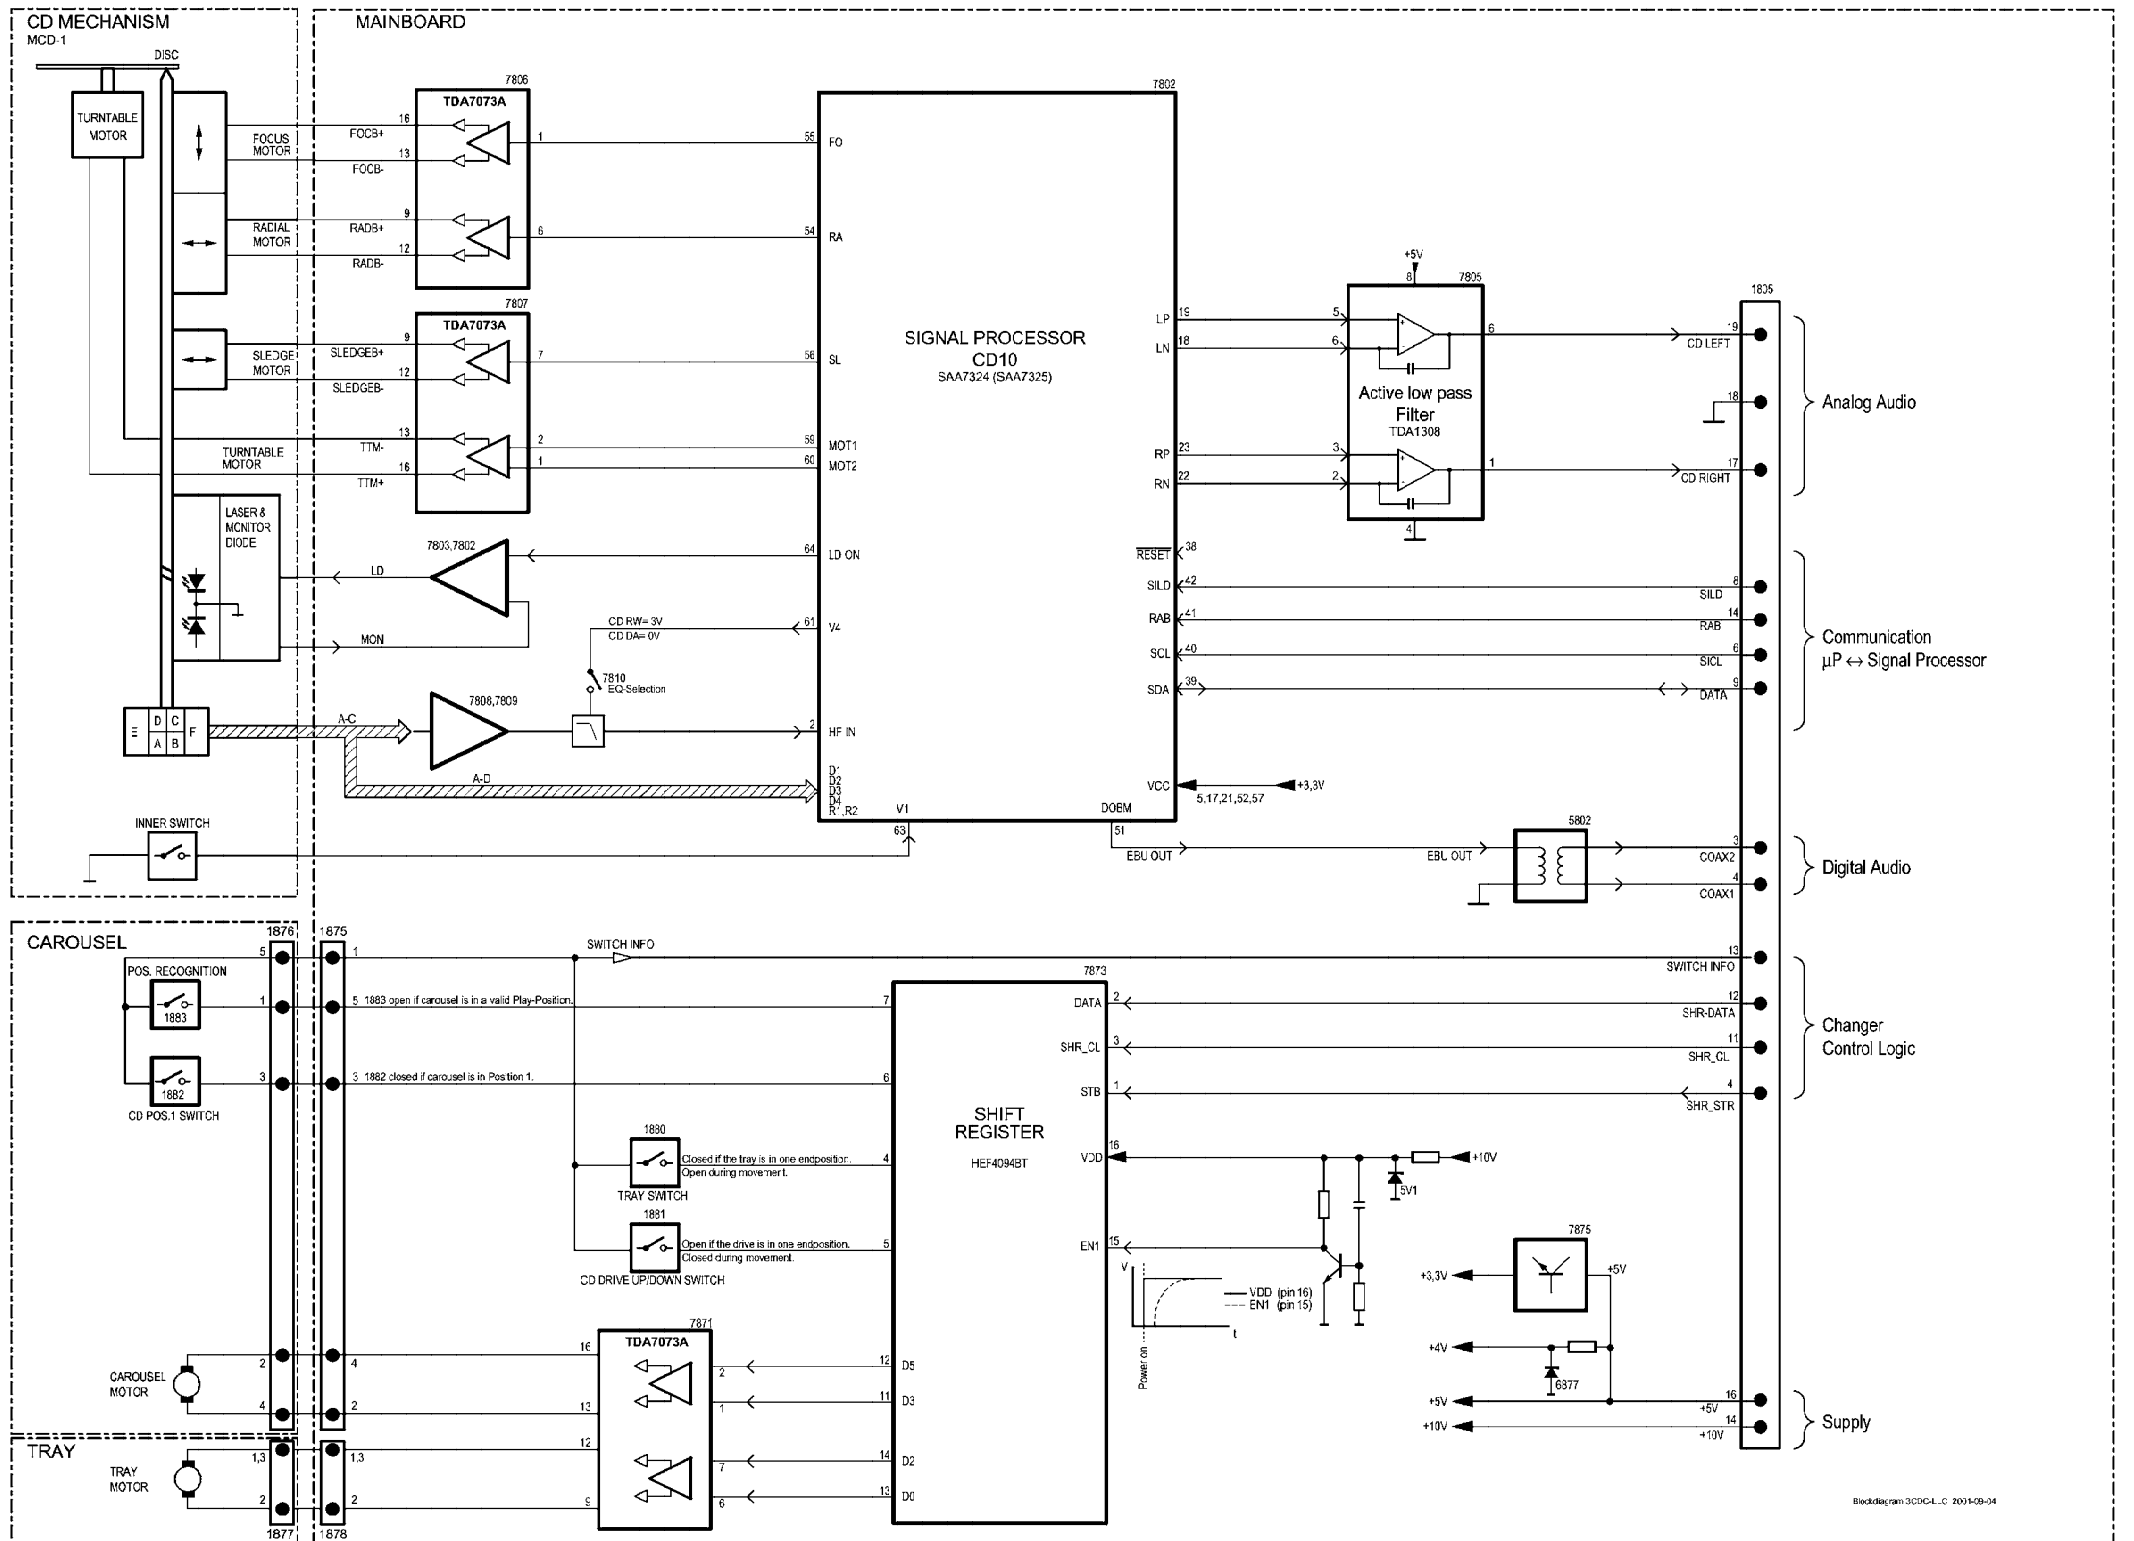 CD MECHANISM
MCD-1
DISC
TURNTABLE
MOTOR
FOCUS
MOTOR
RADIAL
MOTOR
SLEDGE
MOTOR
TURNTABLE
MOTOR
LASER &
MONITOR
DIODE
E
D C
A B
F
INNER SWITCH
MAINBOARD
7806
TDA7073A
16
FOCB+
13
FOCB-
9
RADB+
12
RADB-
1
6
7807
TDA7073A
9
SLEDGEB+
12
SLEDGEB-
13
TTM-
16
TTM+
7
2
1
7803,7802
LD
MON
CD RW= 3V
CD DA= 0V
7810
EQ-Selection
7808,7809
A-C
A-D
7802
55 FO
54 RA
56 SL
59 MOT1
60 MOT2
64 LD ON
61 V4
2 HF IN
D1
D2
D3
D4
R1,R2
V1
63
SIGNAL PROCESSOR
CD10
SAA7324 (SAA7325)
LP 19
LN 18
RP 23
RN 22
RESET 38
SILD 42
RAB 41
SCL 40
SDA 39
VCC
5,17,21,52,57
+3,3V
DOBM
51
EBU OUT
EBU OUT
+5V
8
7805
5
6
6
Active low pass
Filter
TDA1308
3
2
1
4
5802
1805
19
CD LEFT
18
17
CD RIGHT
Analog Audio
8
SILD
14
RAB
6
SICL
9
DATA
Communication
µP ↔ Signal Processor
3
COAX2
4
COAX1
Digital Audio
13
SWITCH INFO
12
SHR-DATA
11
SHR_CL
4
SHR_STR
Changer
Control Logic
16
+5V
14
+10V
Supply
CAROUSEL
1876
1875
POS. RECOGNITION
1883
1882
CD POS.1 SWITCH
5
1
1
5 1883 open if carousel is in a valid Play-Position.
3
3 1882 closed if carousel is in Position 1.
SWITCH INFO
1880
Closed if the tray is in one endposition.
Open during movement.
TRAY SWITCH
1881
Open if the drive is in one endposition.
Closed during movement.
CD DRIVE UP/DOWN SWITCH
7873
7
6
4
5
DATA 2
SHR_CL 3
STB 1
SHIFT
REGISTER
HEF4094BT
VDD 16
EN1 15
12 D5
11 D3
14 D2
13 D0
+10V
5V1
V
VDD (pin 16)
EN1 (pin 15)
t
Power on
7875
+3,3V
+5V
+4V
6877
+5V
+10V
7871
TDA7073A
16
13
12
9
2
1
7
6
CAROUSEL
MOTOR
2
4
4
2
TRAY
TRAY
MOTOR
1,3
1,3
2
2
1877
1878
Blockdiagram 3CDC-LLC 2001-09-04